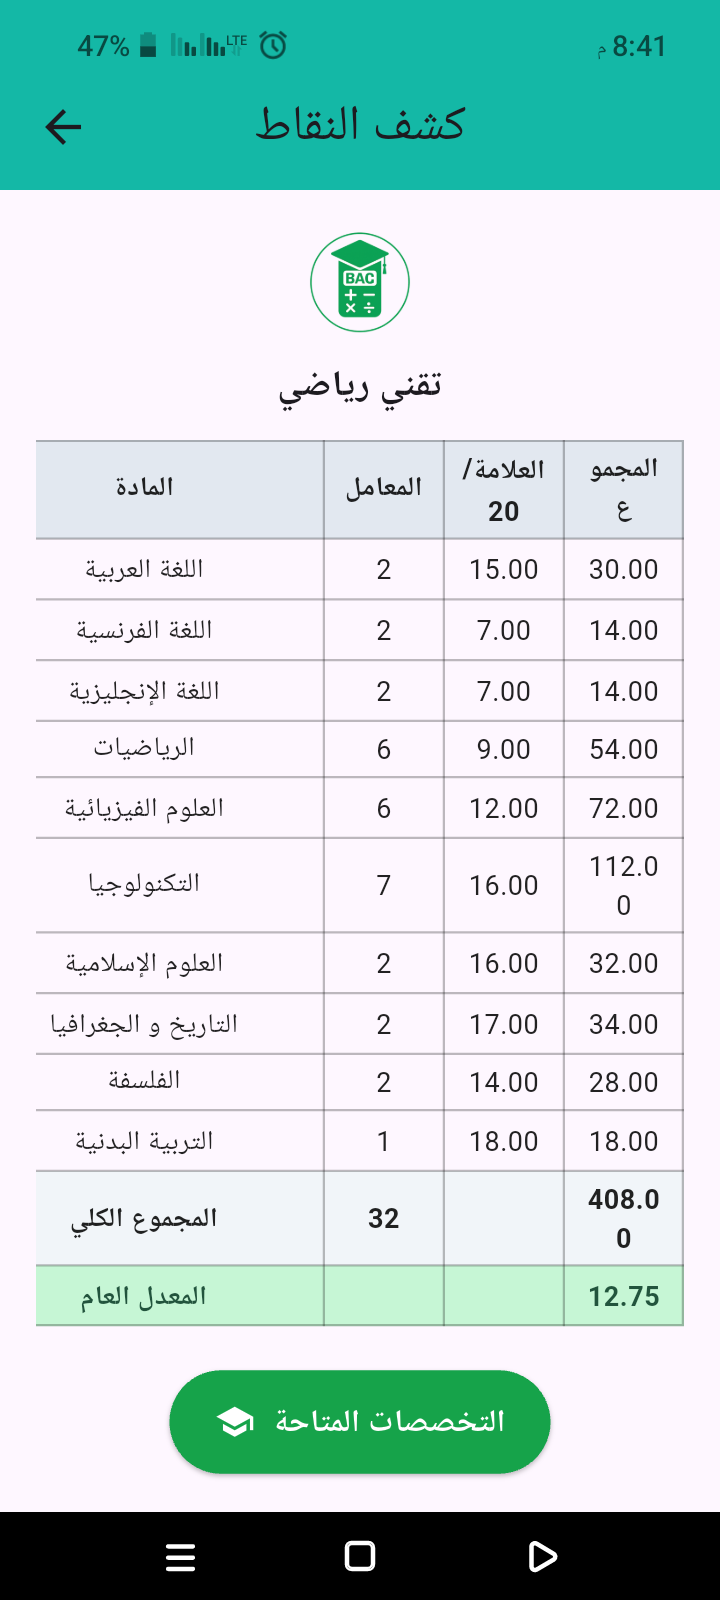 47% LTE 8:41 م
كشف النقاط
BAC
تقني رياضي
المادة المعامل العلامة/20 المجموع
اللغة العربية 2 15.00 30.00
اللغة الفرنسية 2 7.00 14.00
اللغة الإنجليزية 2 7.00 14.00
الرياضيات 6 9.00 54.00
العلوم الفيزيائية 6 12.00 72.00
التكنولوجيا 7 16.00 112.00
العلوم الإسلامية 2 16.00 32.00
التاريخ و الجغرافيا 2 17.00 34.00
الفلسفة 2 14.00 28.00
التربية البدنية 1 18.00 18.00
المجموع الكلي 32 408.00
المعدل العام 12.75
التخصصات المتاحة